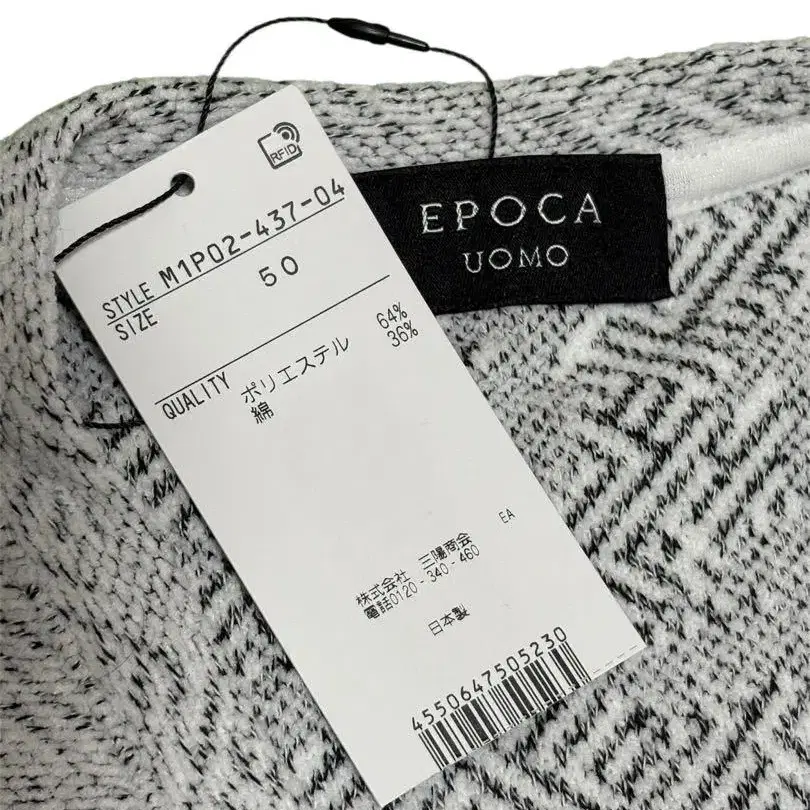 RFID
EPOCA
UOMO
STYLE M1P02-437-04
SIZE 50
QUALITY ポリエステル 64%
綿 36%
EA
株式会社 三陽商会
電話0120-340-460
日本製
4550647505230